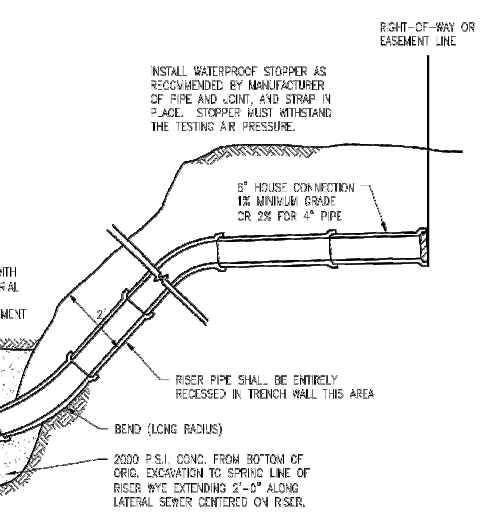 RIGHT-OF-WAY OR
EASEMENT LINE
INSTALL WATERPROOF STOPPER AS
RECOMMENDED BY MANUFACTURER
OF PIPE AND JOINT, AND STRAP IN
PLACE. STOPPER MUST WITHSTAND
THE TESTING AIR PRESSURE.
6" HOUSE CONNECTION
1% MINIMUM GRADE
OR 2% FOR 4" PIPE
2'
RISER PIPE SHALL BE ENTIRELY
RECESSED IN TRENCH WALL THIS AREA
BEND (LONG RADIUS)
2000 P.S.I. CONC. FROM BOTTOM OF
ORIG. EXCAVATION TO SPRING LINE OF
RISER WYE EXTENDING 2'-0" ALONG
LATERAL SEWER CENTERED ON RISER.